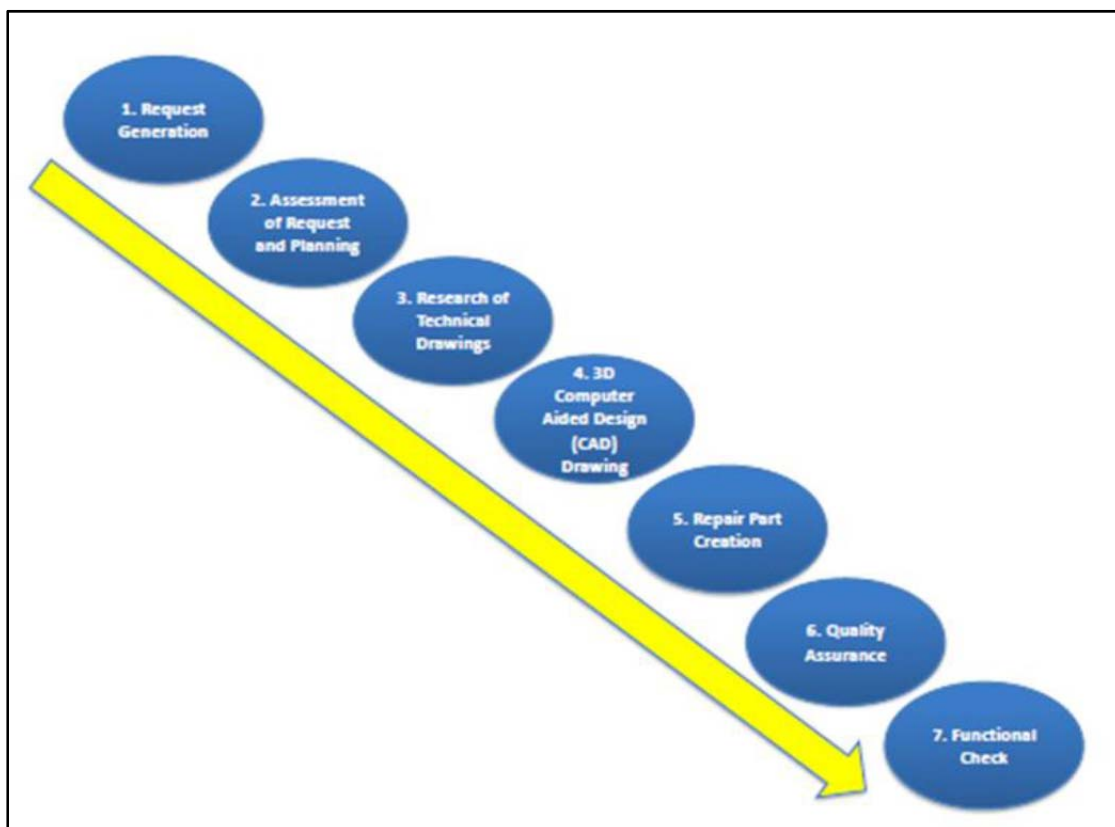 1. Request
Generation
2. Assessment
of Request
and Planning
3. Research of
Technical
Drawings
4. 3D
Computer
Aided Design
(CAD)
Drawing
5. Repair Part
Creation
6. Quality
Assurance
7. Functional
Check